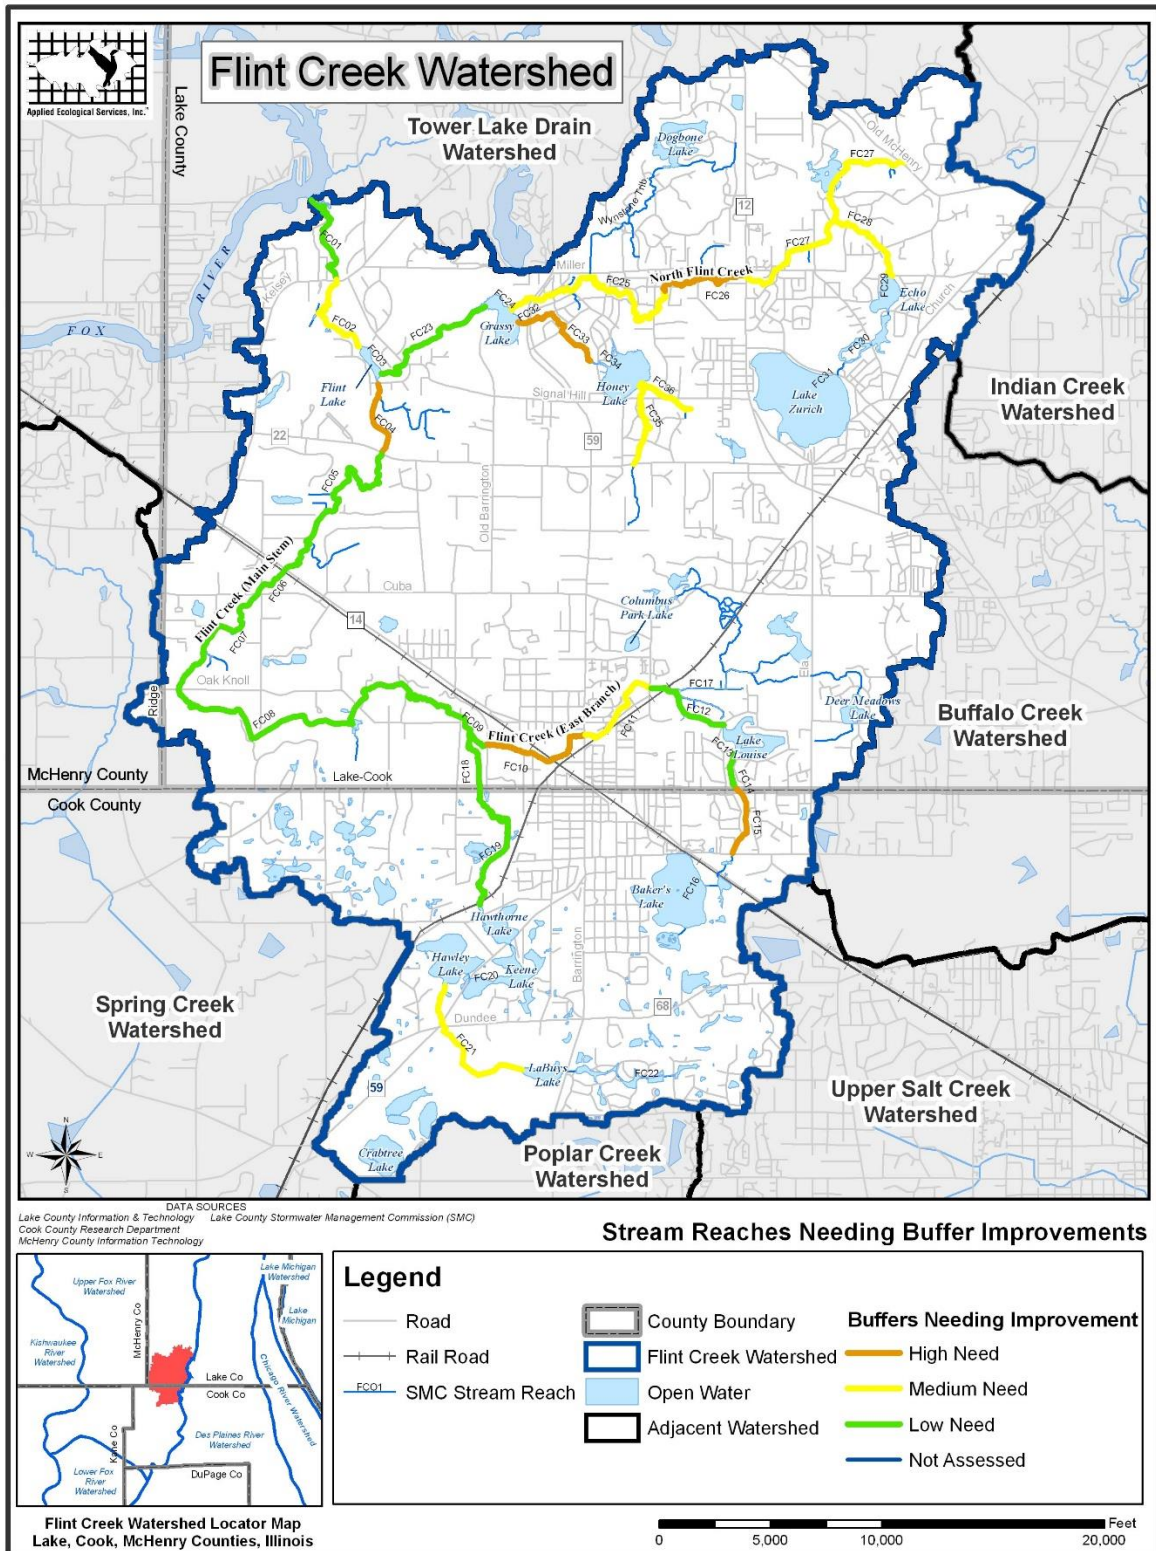 Flint Creek Watershed
Applied Ecological Services, Inc.™
Lake County
Tower Lake Drain
Watershed
Dogbone
Lake
Old McHenry
FC27
Wynstone Trib
12
FC28
FC27
FC01
RIVER
FOX
Kelsey
Miller
North Flint Creek
FC25
FC26
FC29
Echo
Lake
Church
FC24
FC32
Grassy
Lake
FC33
FC23
FC02
FC03
FC34
Honey
Lake
FC36
FC30
FC31
Lake
Zurich
Indian Creek
Watershed
Flint
Lake
Signal Hill
FC04
FC35
22
59
FC05
Old Barrington
Flint Creek (Main Stem)
FC06
Cuba
14
Columbus
Park Lake
FC07
Oak Knoll
Ela
Ridge
FC08
FC09
Flint Creek (East Branch)
FC11
FC17
FC12
Deer Meadows
Lake
Buffalo Creek
Watershed
Lake
Louise
FC10
FC13
FC18
FC14
McHenry County
Lake-Cook
Cook County
FC15
FC19
Baker's
Lake
FC16
Hawthorne
Lake
Hawley
Lake
FC20
Keene
Lake
Barrington
68
Spring Creek
Watershed
Dundee
FC21
LaBuys
Lake
FC22
59
Upper Salt Creek
Watershed
Crabtree
Lake
Poplar Creek
Watershed
N
W
E
S
DATA SOURCES
Lake County Information & Technology Lake County Stormwater Management Commission (SMC)
Cook County Research Department
McHenry County Information Technology
Stream Reaches Needing Buffer Improvements
Upper Fox River
Watershed
McHenry Co
Lake Michigan
Watershed
Lake
Michigan
Kishwaukee
River
Watershed
Chicago River Watershed
Lake Co
Cook Co
Kane Co
Des Plaines River
Watershed
Lower Fox
River
Watershed
DuPage Co
Flint Creek Watershed Locator Map
Lake, Cook, McHenry Counties, Illinois
Legend
Road
Rail Road
FCO1
SMC Stream Reach
County Boundary
Flint Creek Watershed
Open Water
Adjacent Watershed
Buffers Needing Improvement
High Need
Medium Need
Low Need
Not Assessed
Feet
0 5,000 10,000 20,000